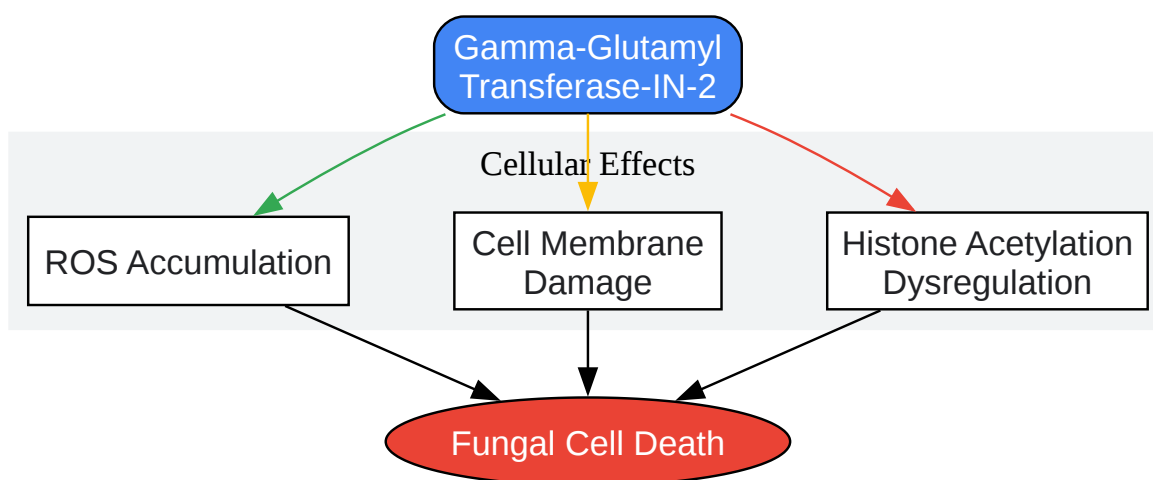 Gamma-Glutamyl
Transferase-IN-2
Cellular Effects
ROS Accumulation
Cell Membrane
Damage
Histone Acetylation
Dysregulation
Fungal Cell Death